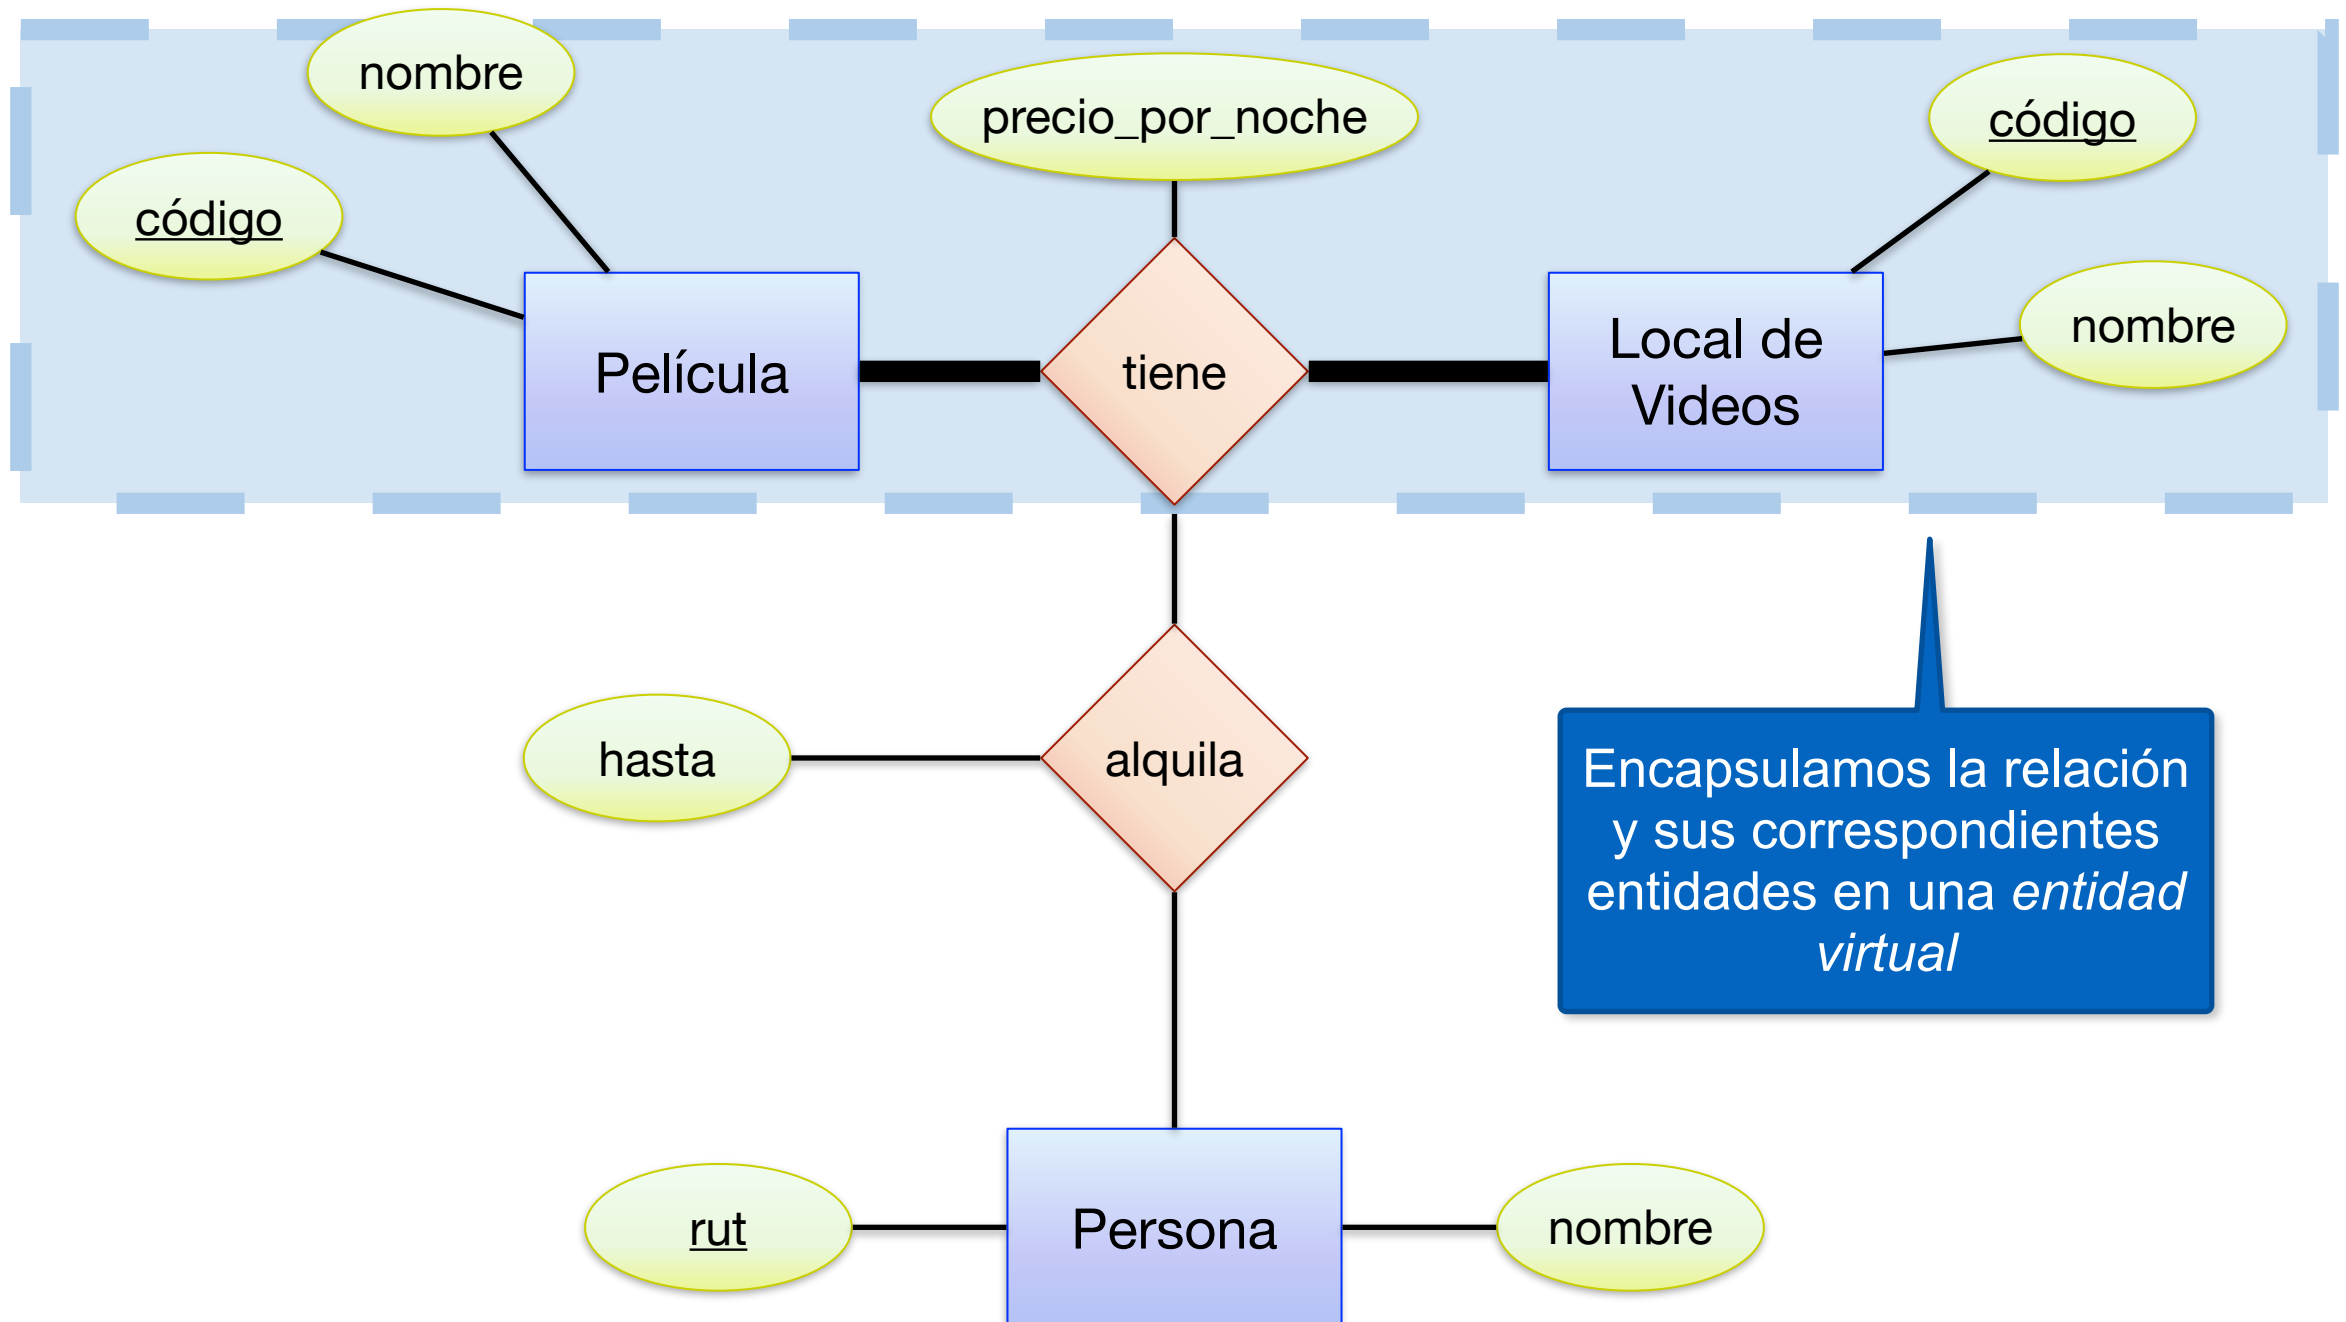 nombre
precio_por_noche
código
código
nombre
Película
tiene
Local de
Videos
hasta
alquila
Encapsulamos la relación
y sus correspondientes
entidades en una entidad
virtual
rut
Persona
nombre